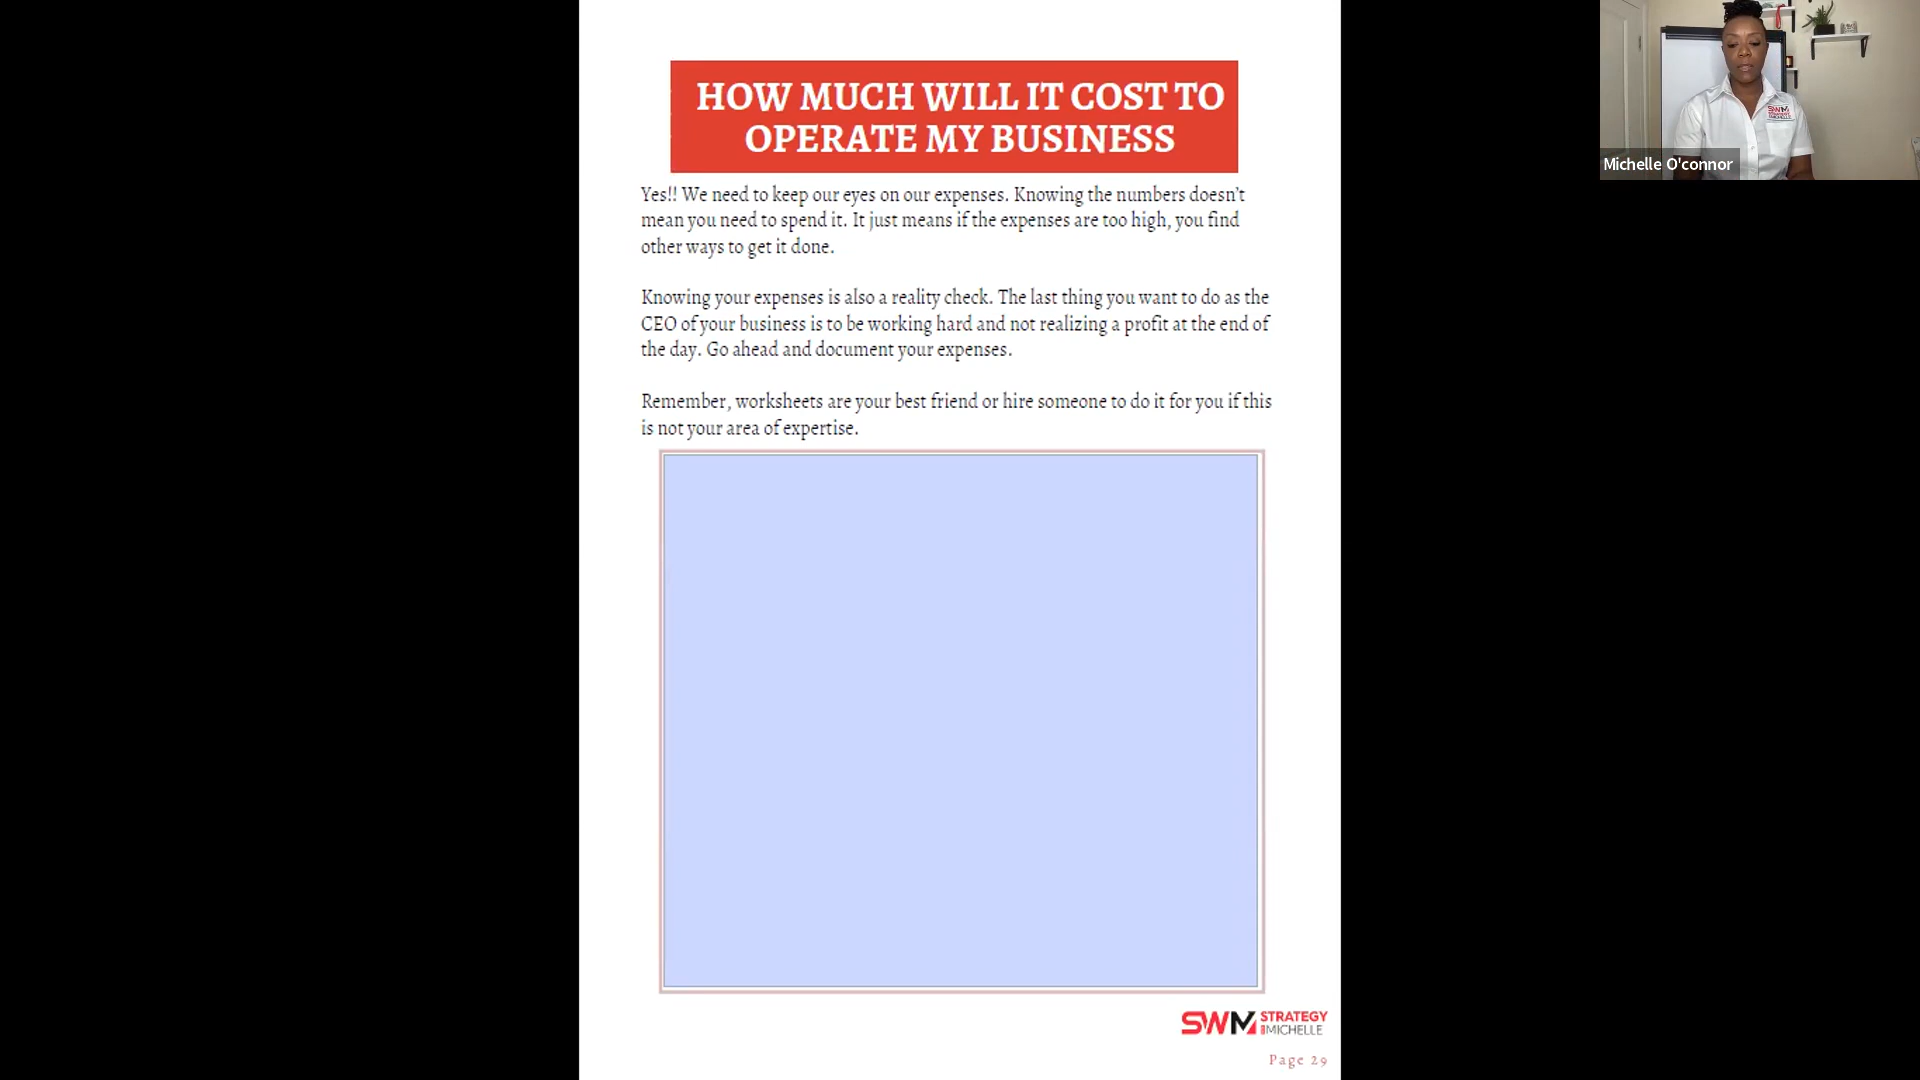 HOW MUCH WILL IT COST TO
OPERATE MY BUSINESS
Yes!! We need to keep our eyes on our expenses. Knowing the numbers doesn't
mean you need to spend it. It just means if the expenses are too high, you find
other ways to get it done.
Knowing your expenses is also a reality check. The last thing you want to do as the
CEO of your business is to be working hard and not realizing a profit at the end of
the day. Go ahead and document your expenses.
Remember, worksheets are your best friend or hire someone to do it for you if this
is not your area of expertise.
SWM STRATEGY
WITH MICHELLE
Page 29
SWM
STRATEGY
MICHELLE
Michelle O'connor